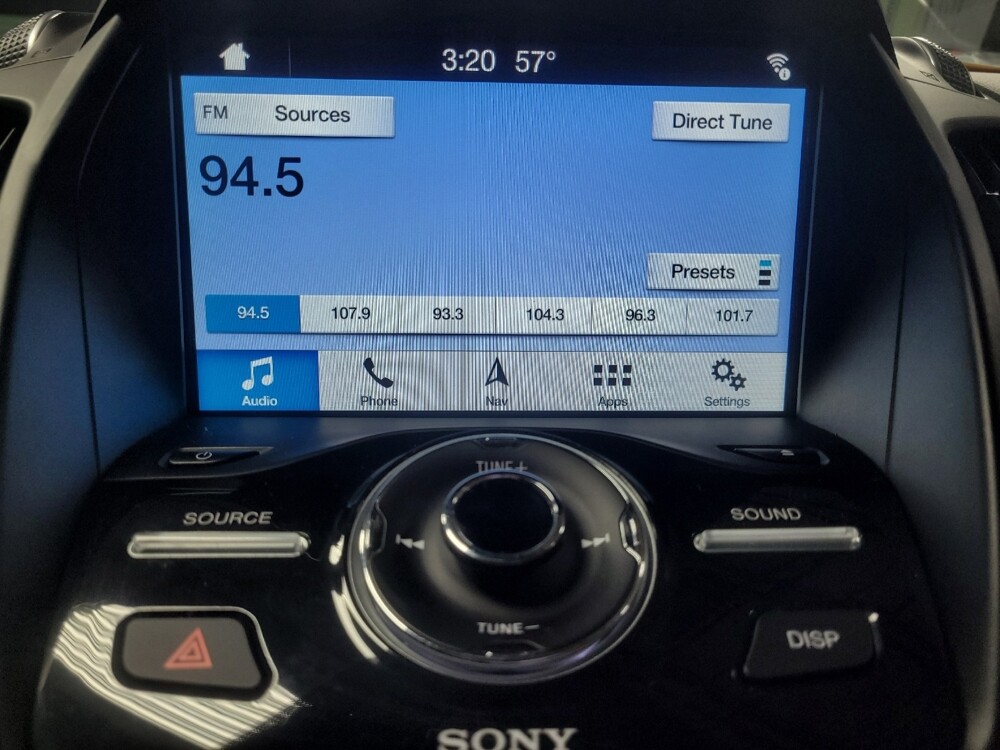 3:20 57°
FM Sources
Direct Tune
94.5
Presets
94.5 107.9 93.3 104.3 96.3 101.7
Audio Phone Nav Apps Settings
TUNE+
SOURCE
SOUND
TUNE−
DISP
SONY